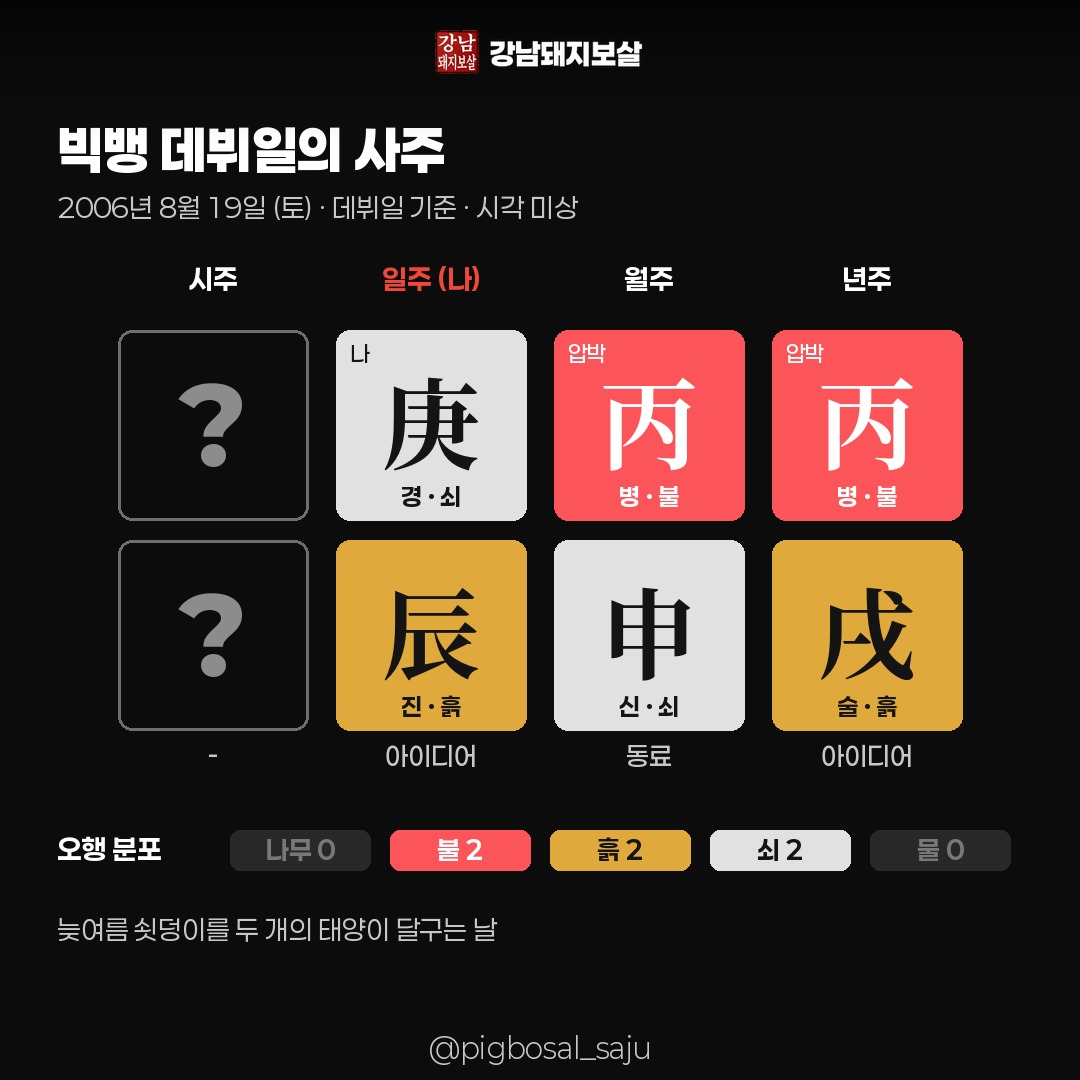 강남
돼지보살
강남돼지보살
빅뱅 데뷔일의 사주
2006년 8월 19일 (토) · 데뷔일 기준 · 시각 미상
시주 일주 (나) 월주 년주
나 압박 압박
? 庚 丙 丙
경 · 쇠 병 · 불 병 · 불
? 辰 申 戌
진 · 흙 신 · 쇠 술 · 흙
- 아이디어 동료 아이디어
오행 분포 나무 0 불 2 흙 2 쇠 2 물 0
늦여름 쇳덩이를 두 개의 태양이 달구는 날
@pigbosal_saju